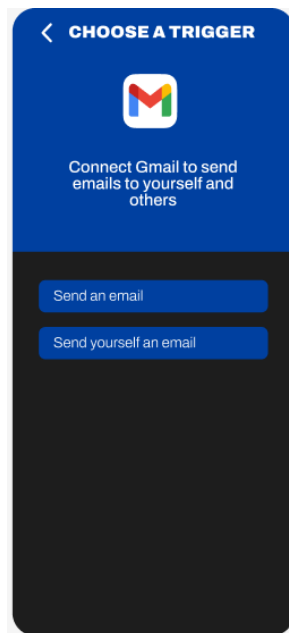 CHOOSE A TRIGGER
Connect Gmail to send
emails to yourself and
others
Send an email
Send yourself an email